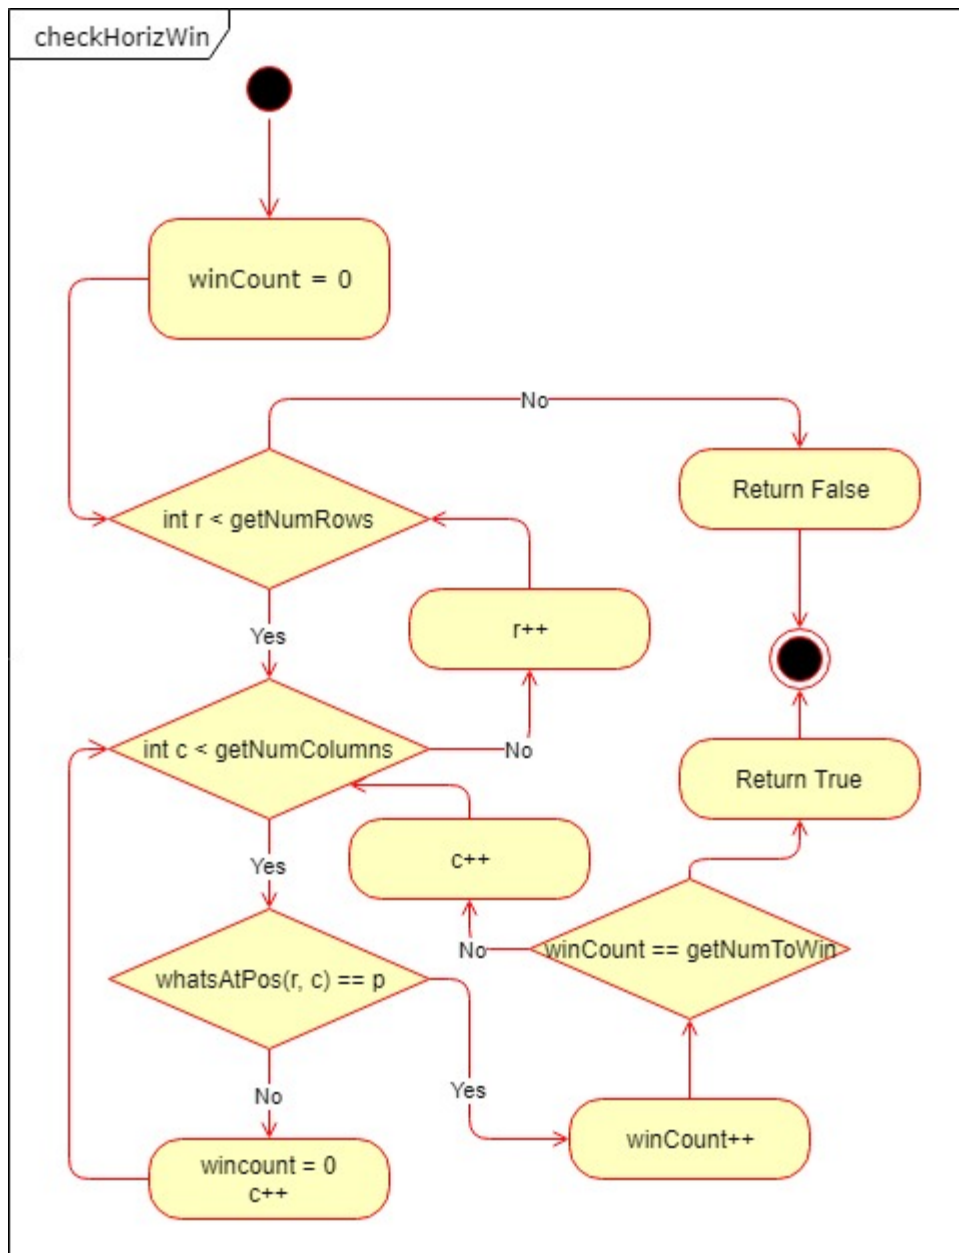 checkHorizWin
winCount = 0
No
int r < getNumRows
Return False
Yes
r++
int c < getNumColumns
No
Return True
Yes
c++
winCount == getNumToWin
No
whatsAtPos(r, c) == p
No
Yes
winCount++
wincount = 0
c++